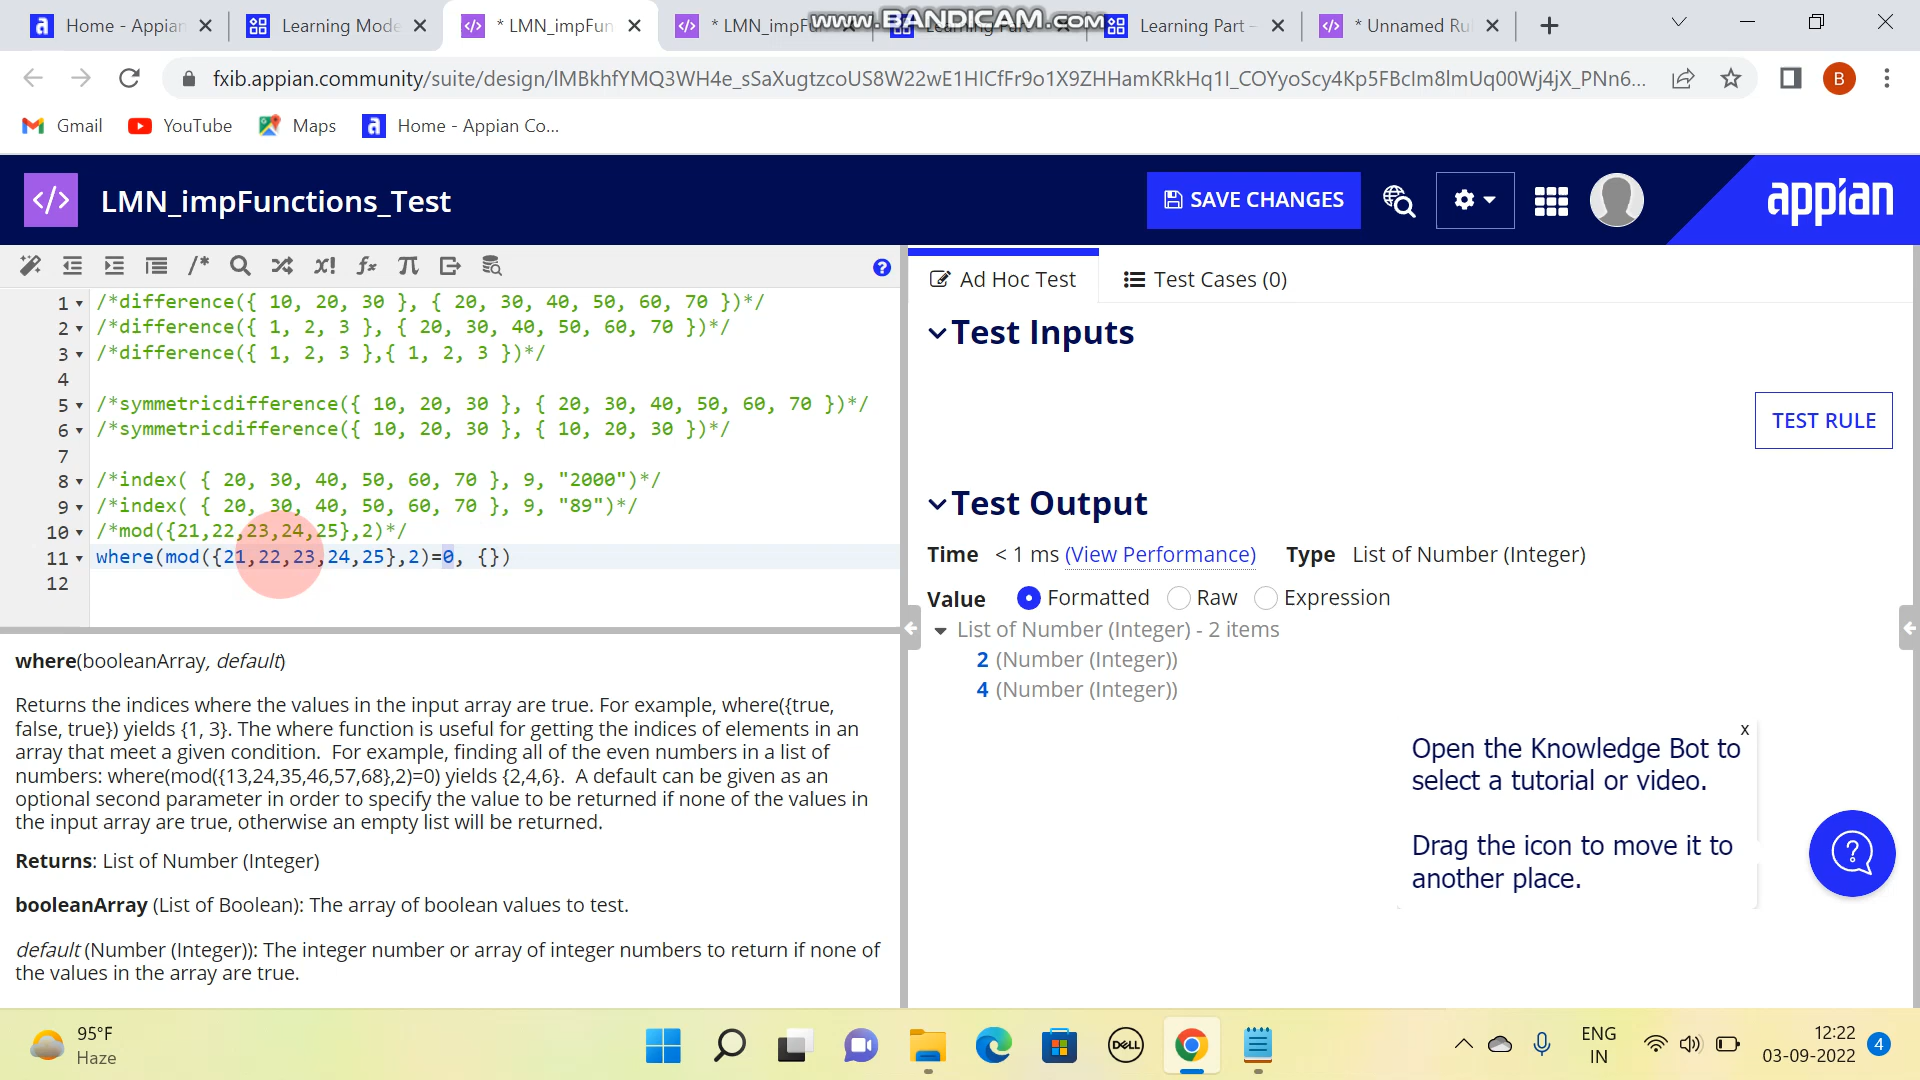 Home - Appian
Learning Mode
* LMN_impFun
* LMN_impFu
www.BANDICAM.com
Learning Part
Learning Part -
* Unnamed Ru
fxib.appian.community/suite/design/lMBkhfYMQ3WH4e_sSaXugtzcoUS8W22wE1HICfFr9o1X9ZHHamKRkHq1I_COYyoScy4Kp5FBcIm8lmUq00Wj4jX_PNn6...
B
Gmail
YouTube
Maps
Home - Appian Co...
LMN_impFunctions_Test
SAVE CHANGES
appian
1 /*difference({ 10, 20, 30 }, { 20, 30, 40, 50, 60, 70 })*/
2 /*difference({ 1, 2, 3 }, { 20, 30, 40, 50, 60, 70 })*/
3 /*difference({ 1, 2, 3 },{ 1, 2, 3 })*/
4
5 /*symmetricdifference({ 10, 20, 30 }, { 20, 30, 40, 50, 60, 70 })*/
6 /*symmetricdifference({ 10, 20, 30 }, { 10, 20, 30 })*/
7
8 /*index( { 20, 30, 40, 50, 60, 70 }, 9, "2000")*/
9 /*index( { 20, 30, 40, 50, 60, 70 }, 9, "89")*/
10 /*mod({21,22,23,24,25},2)*/
11 where(mod({21,22,23,24,25},2)=0, {})
12
where(booleanArray, default)
Returns the indices where the values in the input array are true. For example, where({true,
false, true}) yields {1, 3}. The where function is useful for getting the indices of elements in an
array that meet a given condition. For example, finding all of the even numbers in a list of
numbers: where(mod({13,24,35,46,57,68},2)=0) yields {2,4,6}. A default can be given as an
optional second parameter in order to specify the value to be returned if none of the values in
the input array are true, otherwise an empty list will be returned.
Returns: List of Number (Integer)
booleanArray (List of Boolean): The array of boolean values to test.
default (Number (Integer)): The integer number or array of integer numbers to return if none of
the values in the array are true.
Ad Hoc Test
Test Cases (0)
Test Inputs
TEST RULE
Test Output
Time < 1 ms (View Performance) Type List of Number (Integer)
Value Formatted Raw Expression
List of Number (Integer) - 2 items
2 (Number (Integer))
4 (Number (Integer))
x
Open the Knowledge Bot to
select a tutorial or video.
Drag the icon to move it to
another place.
95°F
Haze
DELL
ENG
IN
12:22
03-09-2022
4